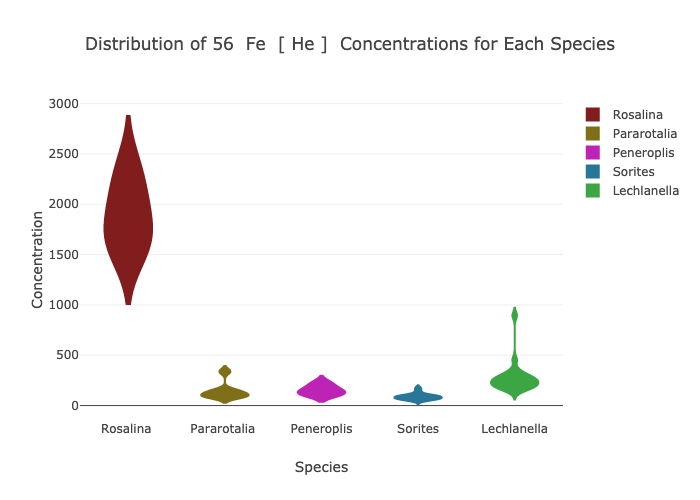 Distribution of 56 Fe [ He ] Concentrations for Each Species
3000
2500
2000
1500
1000
500
0
Concentration
Rosalina
Pararotalia
Peneroplis
Sorites
Lechlanella
Species
Rosalina
Pararotalia
Peneroplis
Sorites
Lechlanella